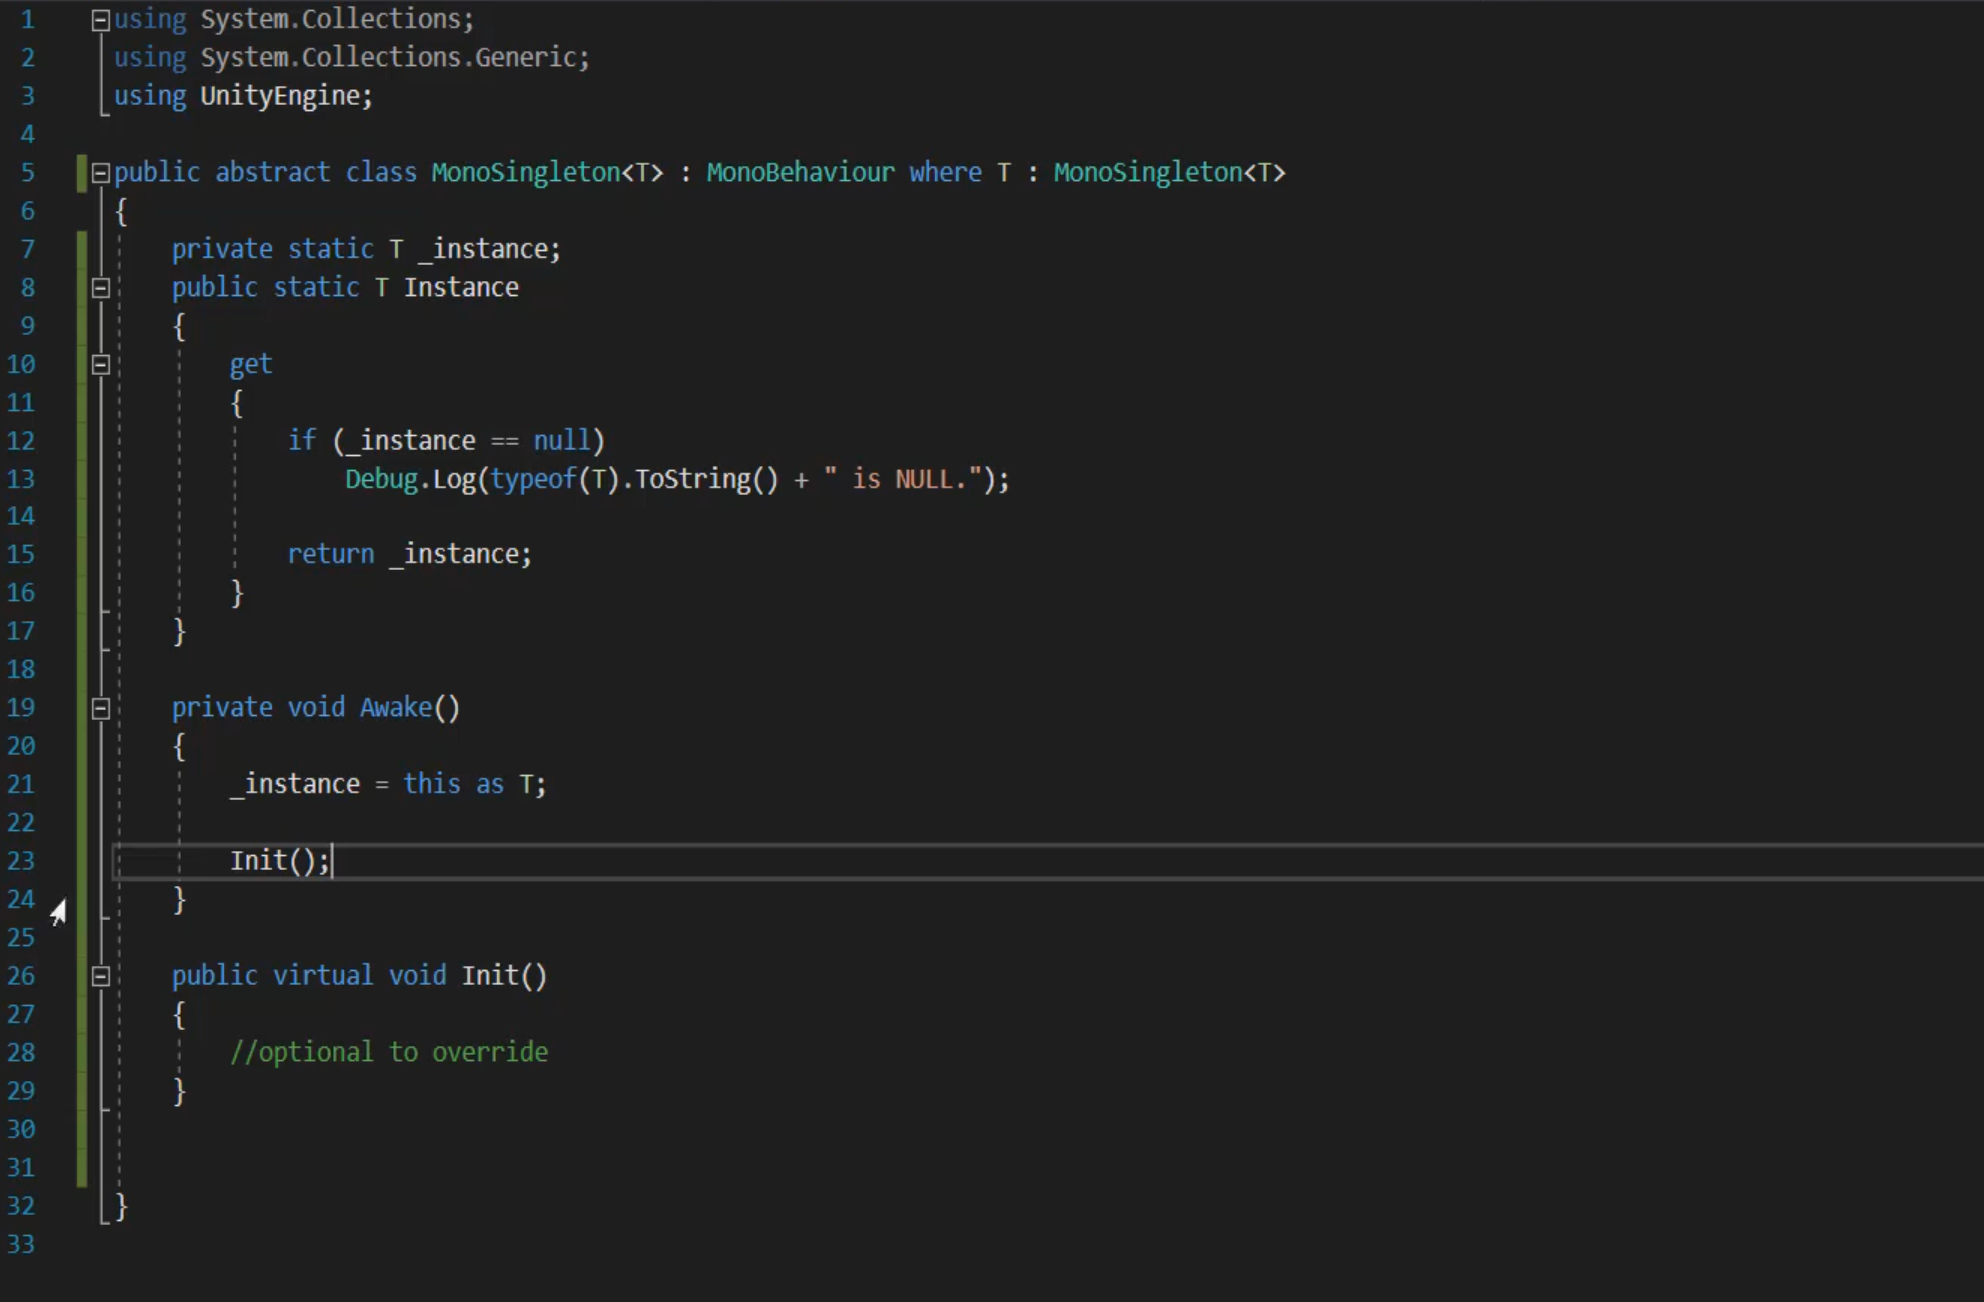 1 using System.Collections;
2 using System.Collections.Generic;
3 using UnityEngine;
4
5 public abstract class MonoSingleton<T> : MonoBehaviour where T : MonoSingleton<T>
6 {
7     private static T _instance;
8     public static T Instance
9     {
10         get
11         {
12             if (_instance == null)
13                 Debug.Log(typeof(T).ToString() + " is NULL.");
14
15             return _instance;
16         }
17     }
18
19     private void Awake()
20     {
21         _instance = this as T;
22
23         Init();
24     }
25
26     public virtual void Init()
27     {
28         //optional to override
29     }
30
31
32 }
33